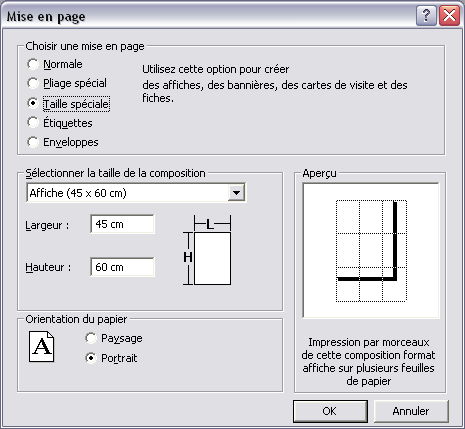 Mise en page
Choisir une mise en page
Normale
Pliage spécial
Taille spéciale
Étiquettes
Enveloppes
Utilisez cette option pour créer
des affiches, des bannières, des cartes de visite et des
fiches.
Sélectionner la taille de la composition
Affiche (45 x 60 cm)
Largeur :
45 cm
Hauteur :
60 cm
L
H
Orientation du papier
A
Paysage
Portrait
Aperçu
Impression par morceaux
de cette composition format
affiche sur plusieurs feuilles
de papier
OK
Annuler